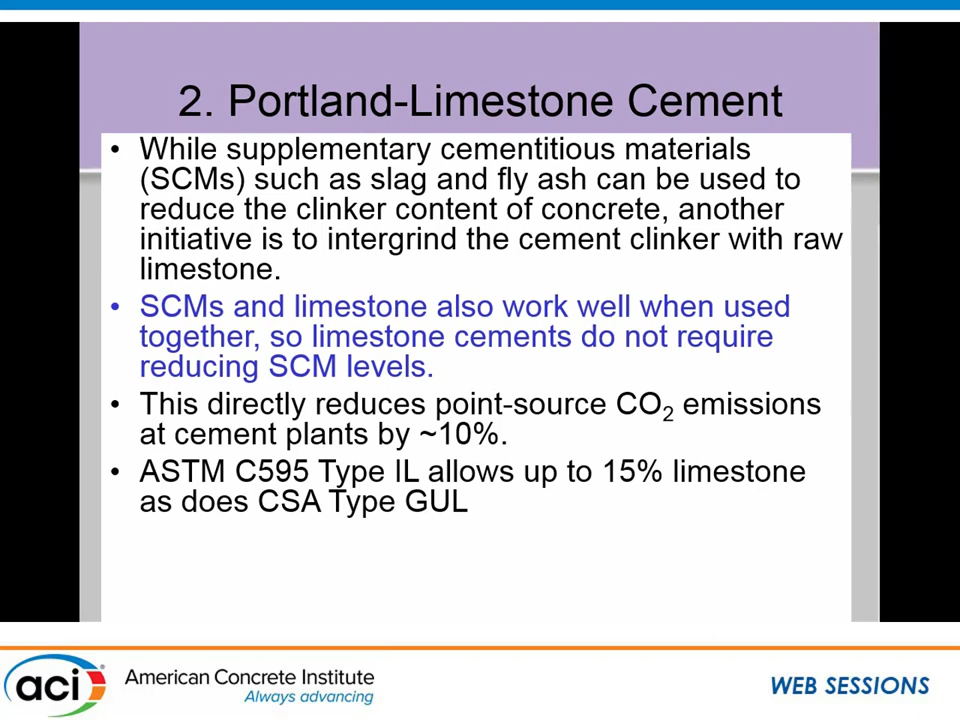 2. Portland-Limestone Cement
• While supplementary cementitious materials
(SCMs) such as slag and fly ash can be used to
reduce the clinker content of concrete, another
initiative is to intergrind the cement clinker with raw
limestone.
• SCMs and limestone also work well when used
together, so limestone cements do not require
reducing SCM levels.
• This directly reduces point-source CO₂ emissions
at cement plants by ~10%.
• ASTM C595 Type IL allows up to 15% limestone
as does CSA Type GUL
aci
American Concrete Institute
Always advancing
WEB SESSIONS